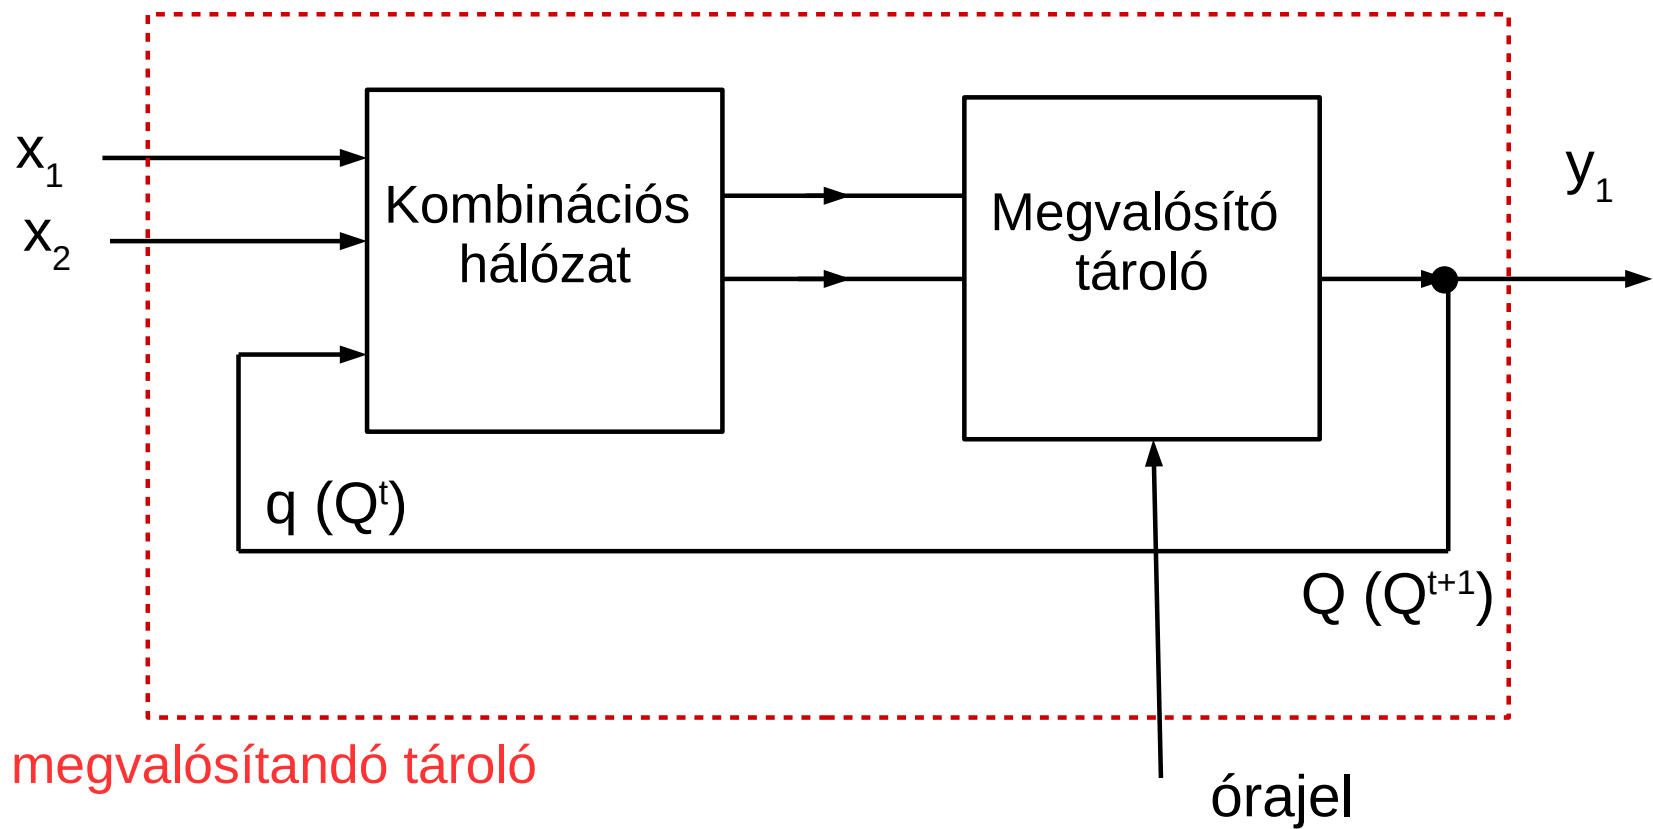 x1
x2
Kombinációs
hálózat
Megvalósító
tároló
y1
q (Qt)
Q (Qt+1)
megvalósítandó tároló
órajel